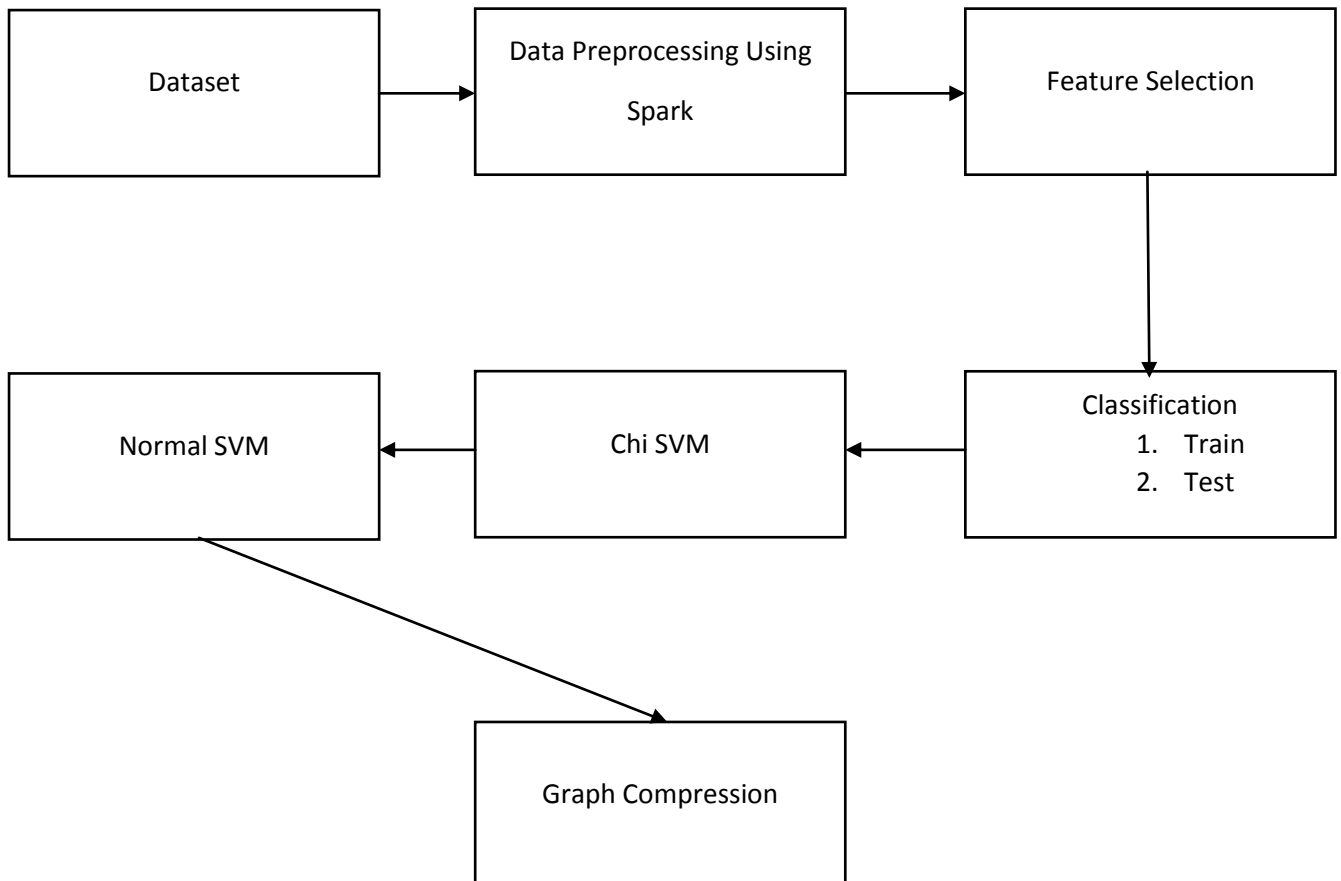 Dataset
Data Preprocessing Using
Spark
Feature Selection
Classification
1. Train
2. Test
Chi SVM
Normal SVM
Graph Compression